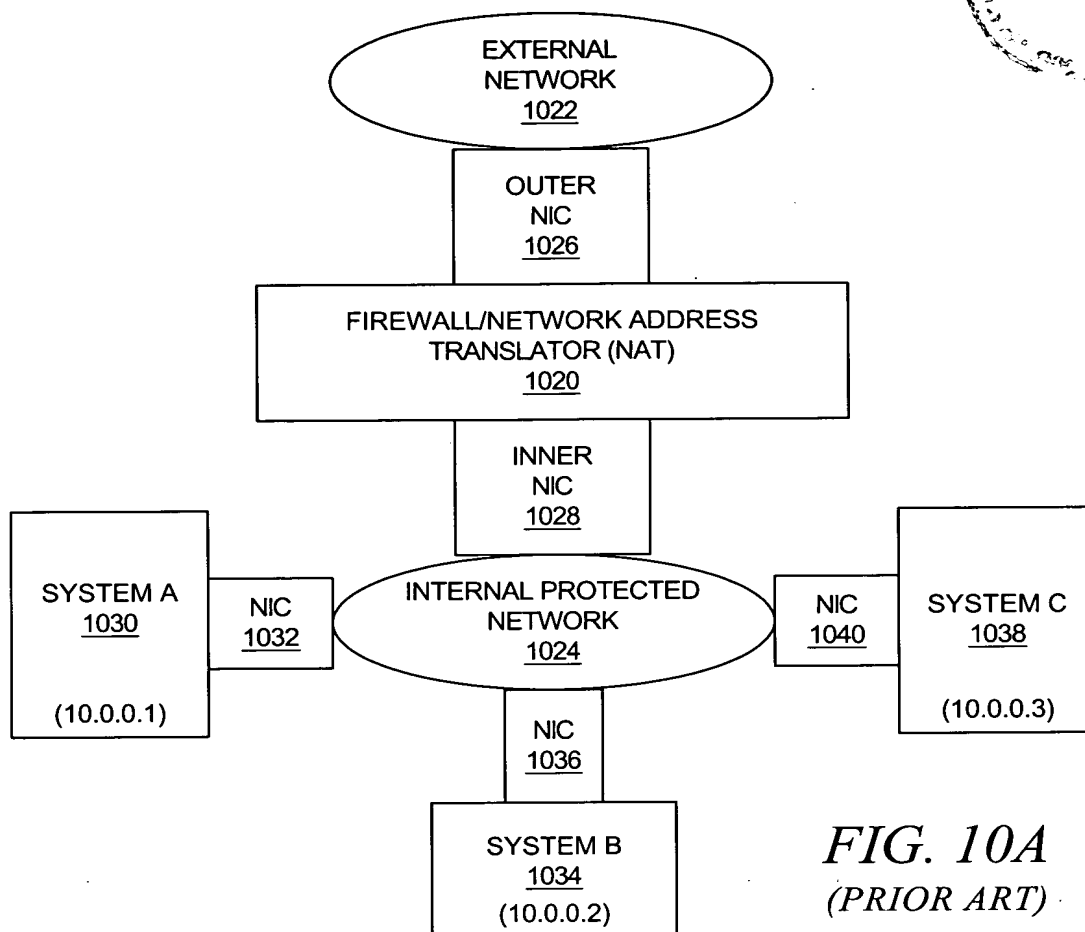 EXTERNAL
NETWORK
1022
OUTER
NIC
1026
FIREWALL/NETWORK ADDRESS
TRANSLATOR (NAT)
1020
INNER
NIC
1028
SYSTEM A
1030
(10.0.0.1)
NIC
1032
INTERNAL PROTECTED
NETWORK
1024
NIC
1040
SYSTEM C
1038
(10.0.0.3)
NIC
1036
SYSTEM B
1034
(10.0.0.2)
FIG. 10A
(PRIOR ART)